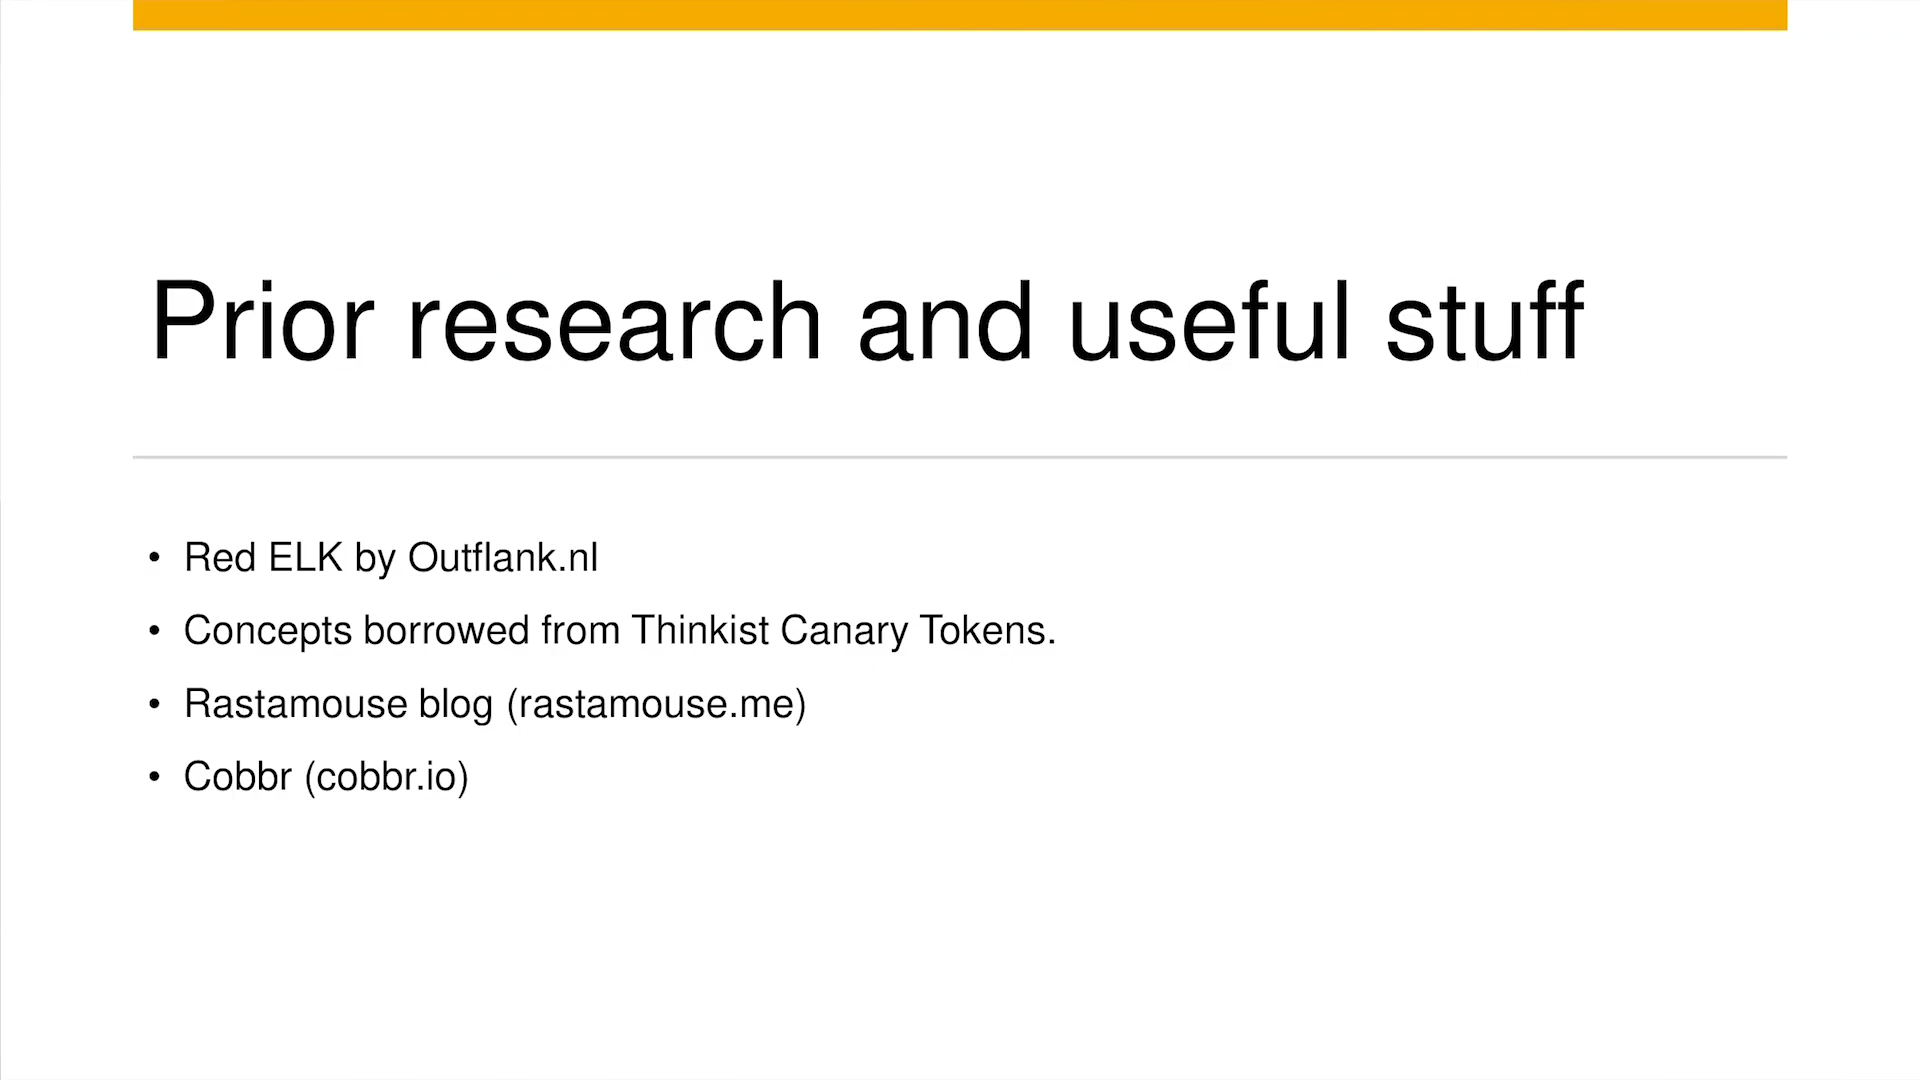 Prior research and useful stuff
• Red ELK by Outflank.nl
• Concepts borrowed from Thinkist Canary Tokens.
• Rastamouse blog (rastamouse.me)
• Cobbr (cobbr.io)